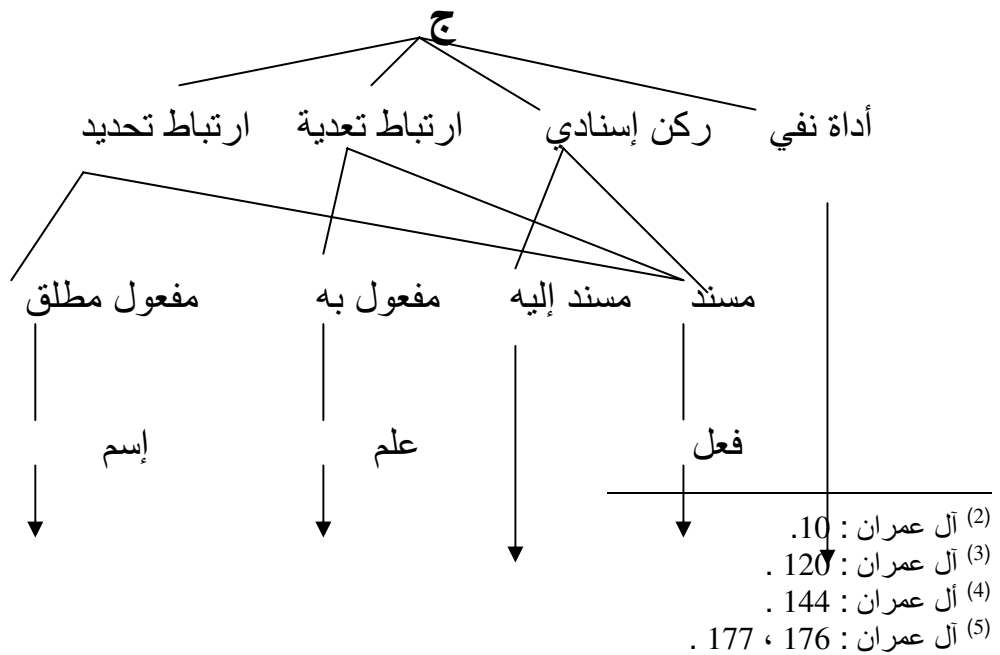 ج
أداة نفي ركن إسنادي ارتباط تعدية ارتباط تحديد
مسند مسند إليه مفعول به مفعول مطلق
فعل علم إسم
(2) آل عمران : 10.
(3) آل عمران : 120 .
(4) أل عمران : 144 .
(5) آل عمران : 176 ، 177 .